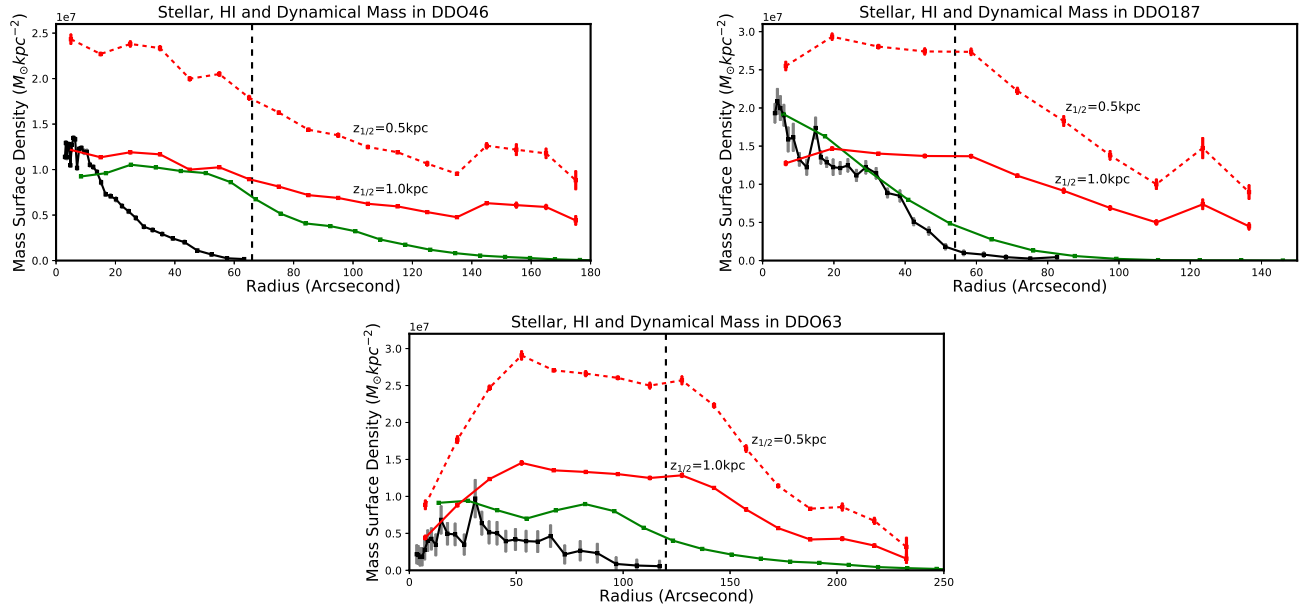 Stellar, HI and Dynamical Mass in DDO46
1e7
Mass Surface Density (M⊙kpc⁻²)
2.5
2.0
1.5
1.0
0.5
0.0
z1/2=0.5kpc
z1/2=1.0kpc
0 20 40 60 80 100 120 140 160 180
Radius (Arcsecond)
Stellar, HI and Dynamical Mass in DDO187
1e7
Mass Surface Density (M⊙kpc⁻²)
3.0
2.5
2.0
1.5
1.0
0.5
0.0
z1/2=0.5kpc
z1/2=1.0kpc
0 20 40 60 80 100 120 140
Radius (Arcsecond)
Stellar, HI and Dynamical Mass in DDO63
1e7
Mass Surface Density (M⊙kpc⁻²)
3.0
2.5
2.0
1.5
1.0
0.5
0.0
z1/2=0.5kpc
z1/2=1.0kpc
0 50 100 150 200 250
Radius (Arcsecond)